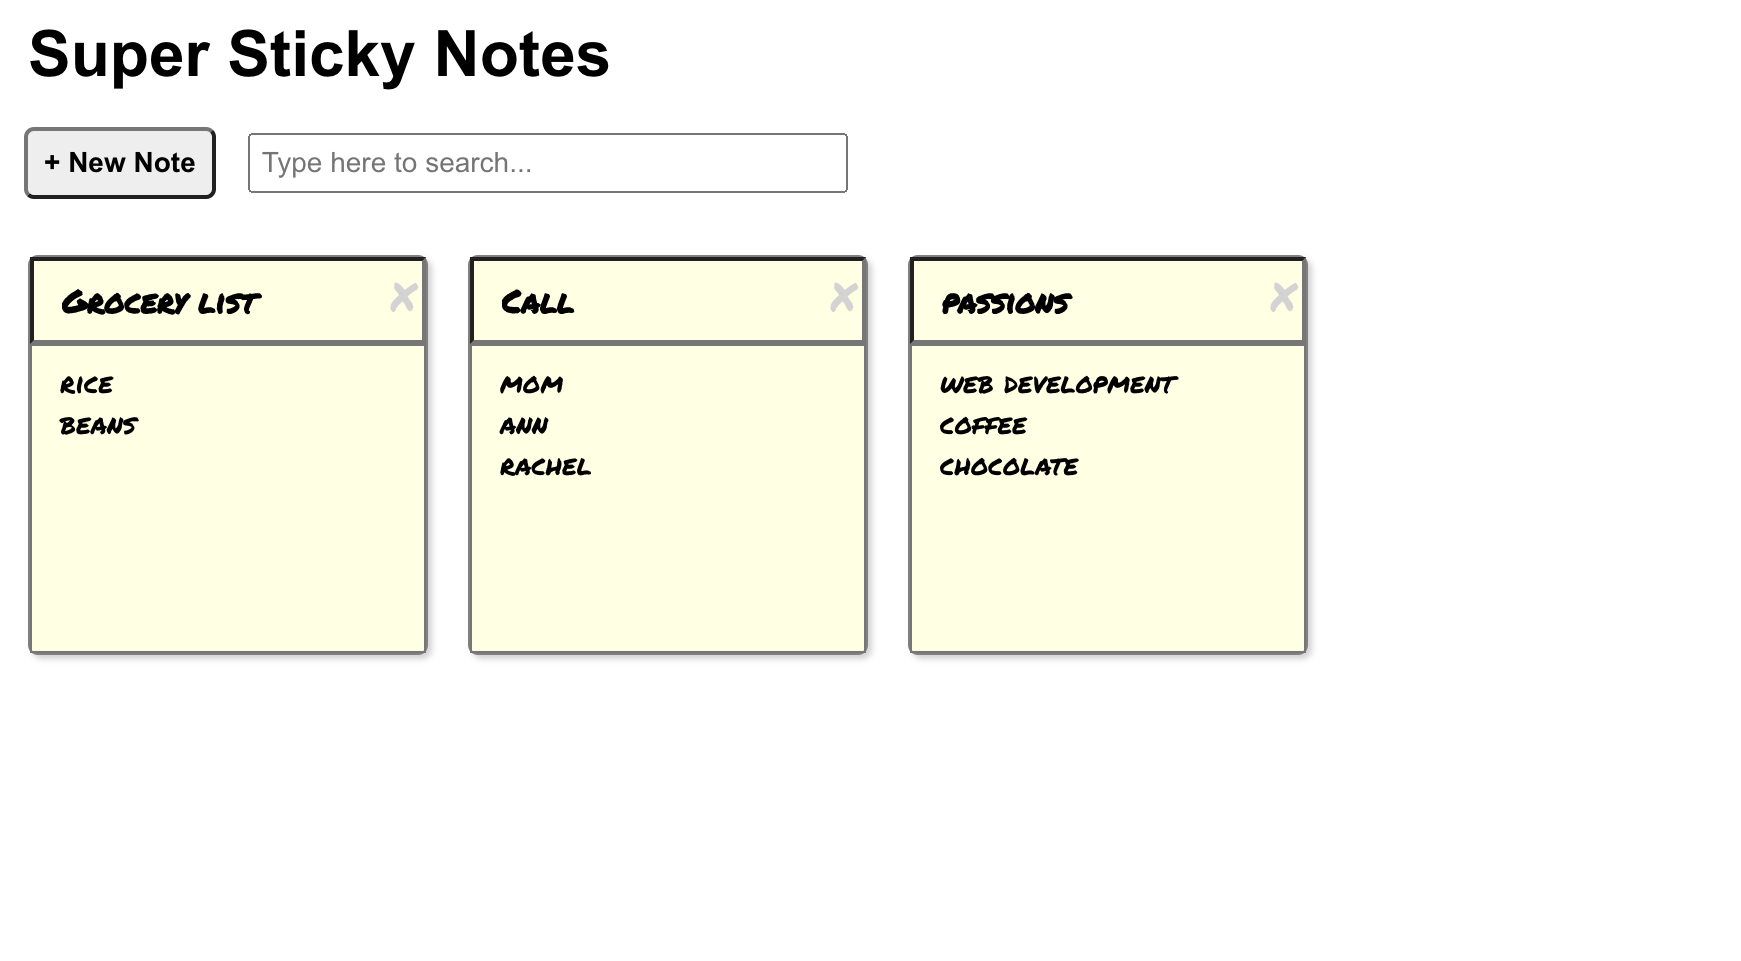 Super Sticky Notes
+ New Note
Type here to search...
Grocery list
rice
beans
Call
mom
ann
rachel
passions
web development
coffee
chocolate